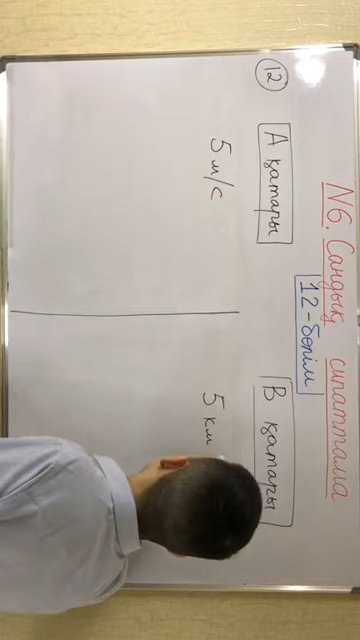 №6. Сандық сипаттама
12-бөлім
12
А қатары
В қатары
5 м/с
5 км